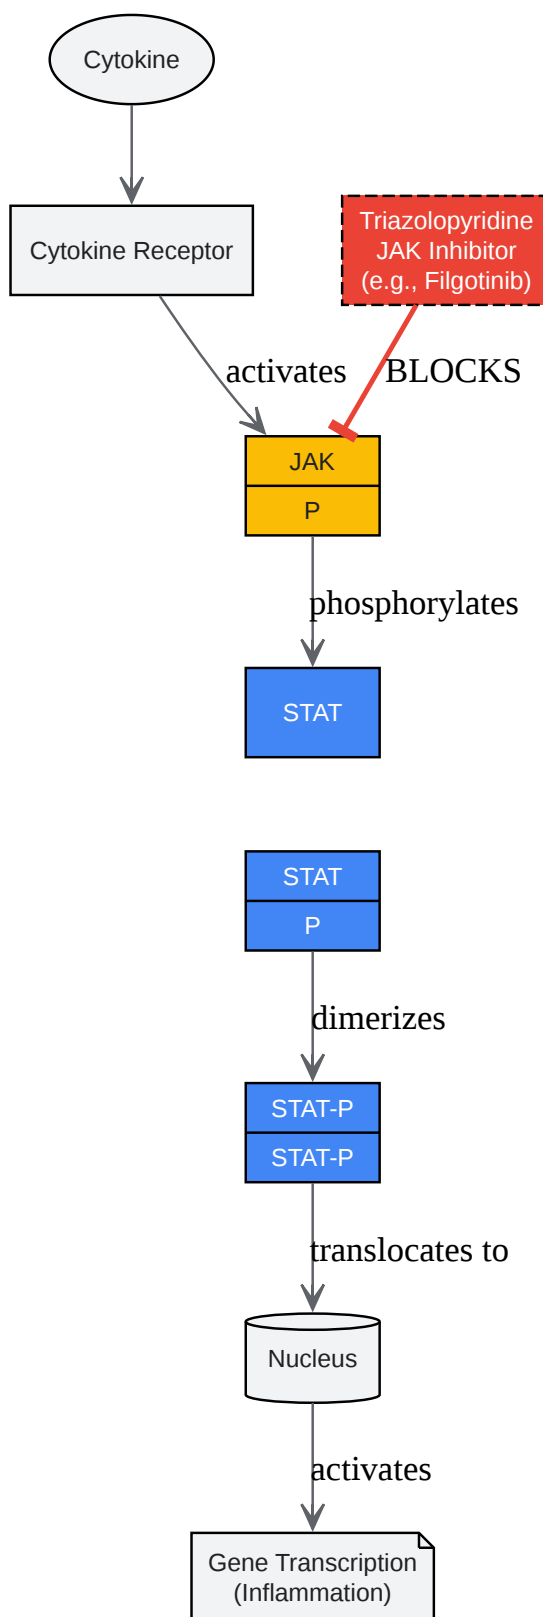 Cytokine
Cytokine Receptor
Triazolopyridine
JAK Inhibitor
(e.g., Filgotinib)
activates
BLOCKS
JAK
P
phosphorylates
STAT
STAT
P
dimerizes
STAT-P
STAT-P
translocates to
Nucleus
activates
Gene Transcription
(Inflammation)